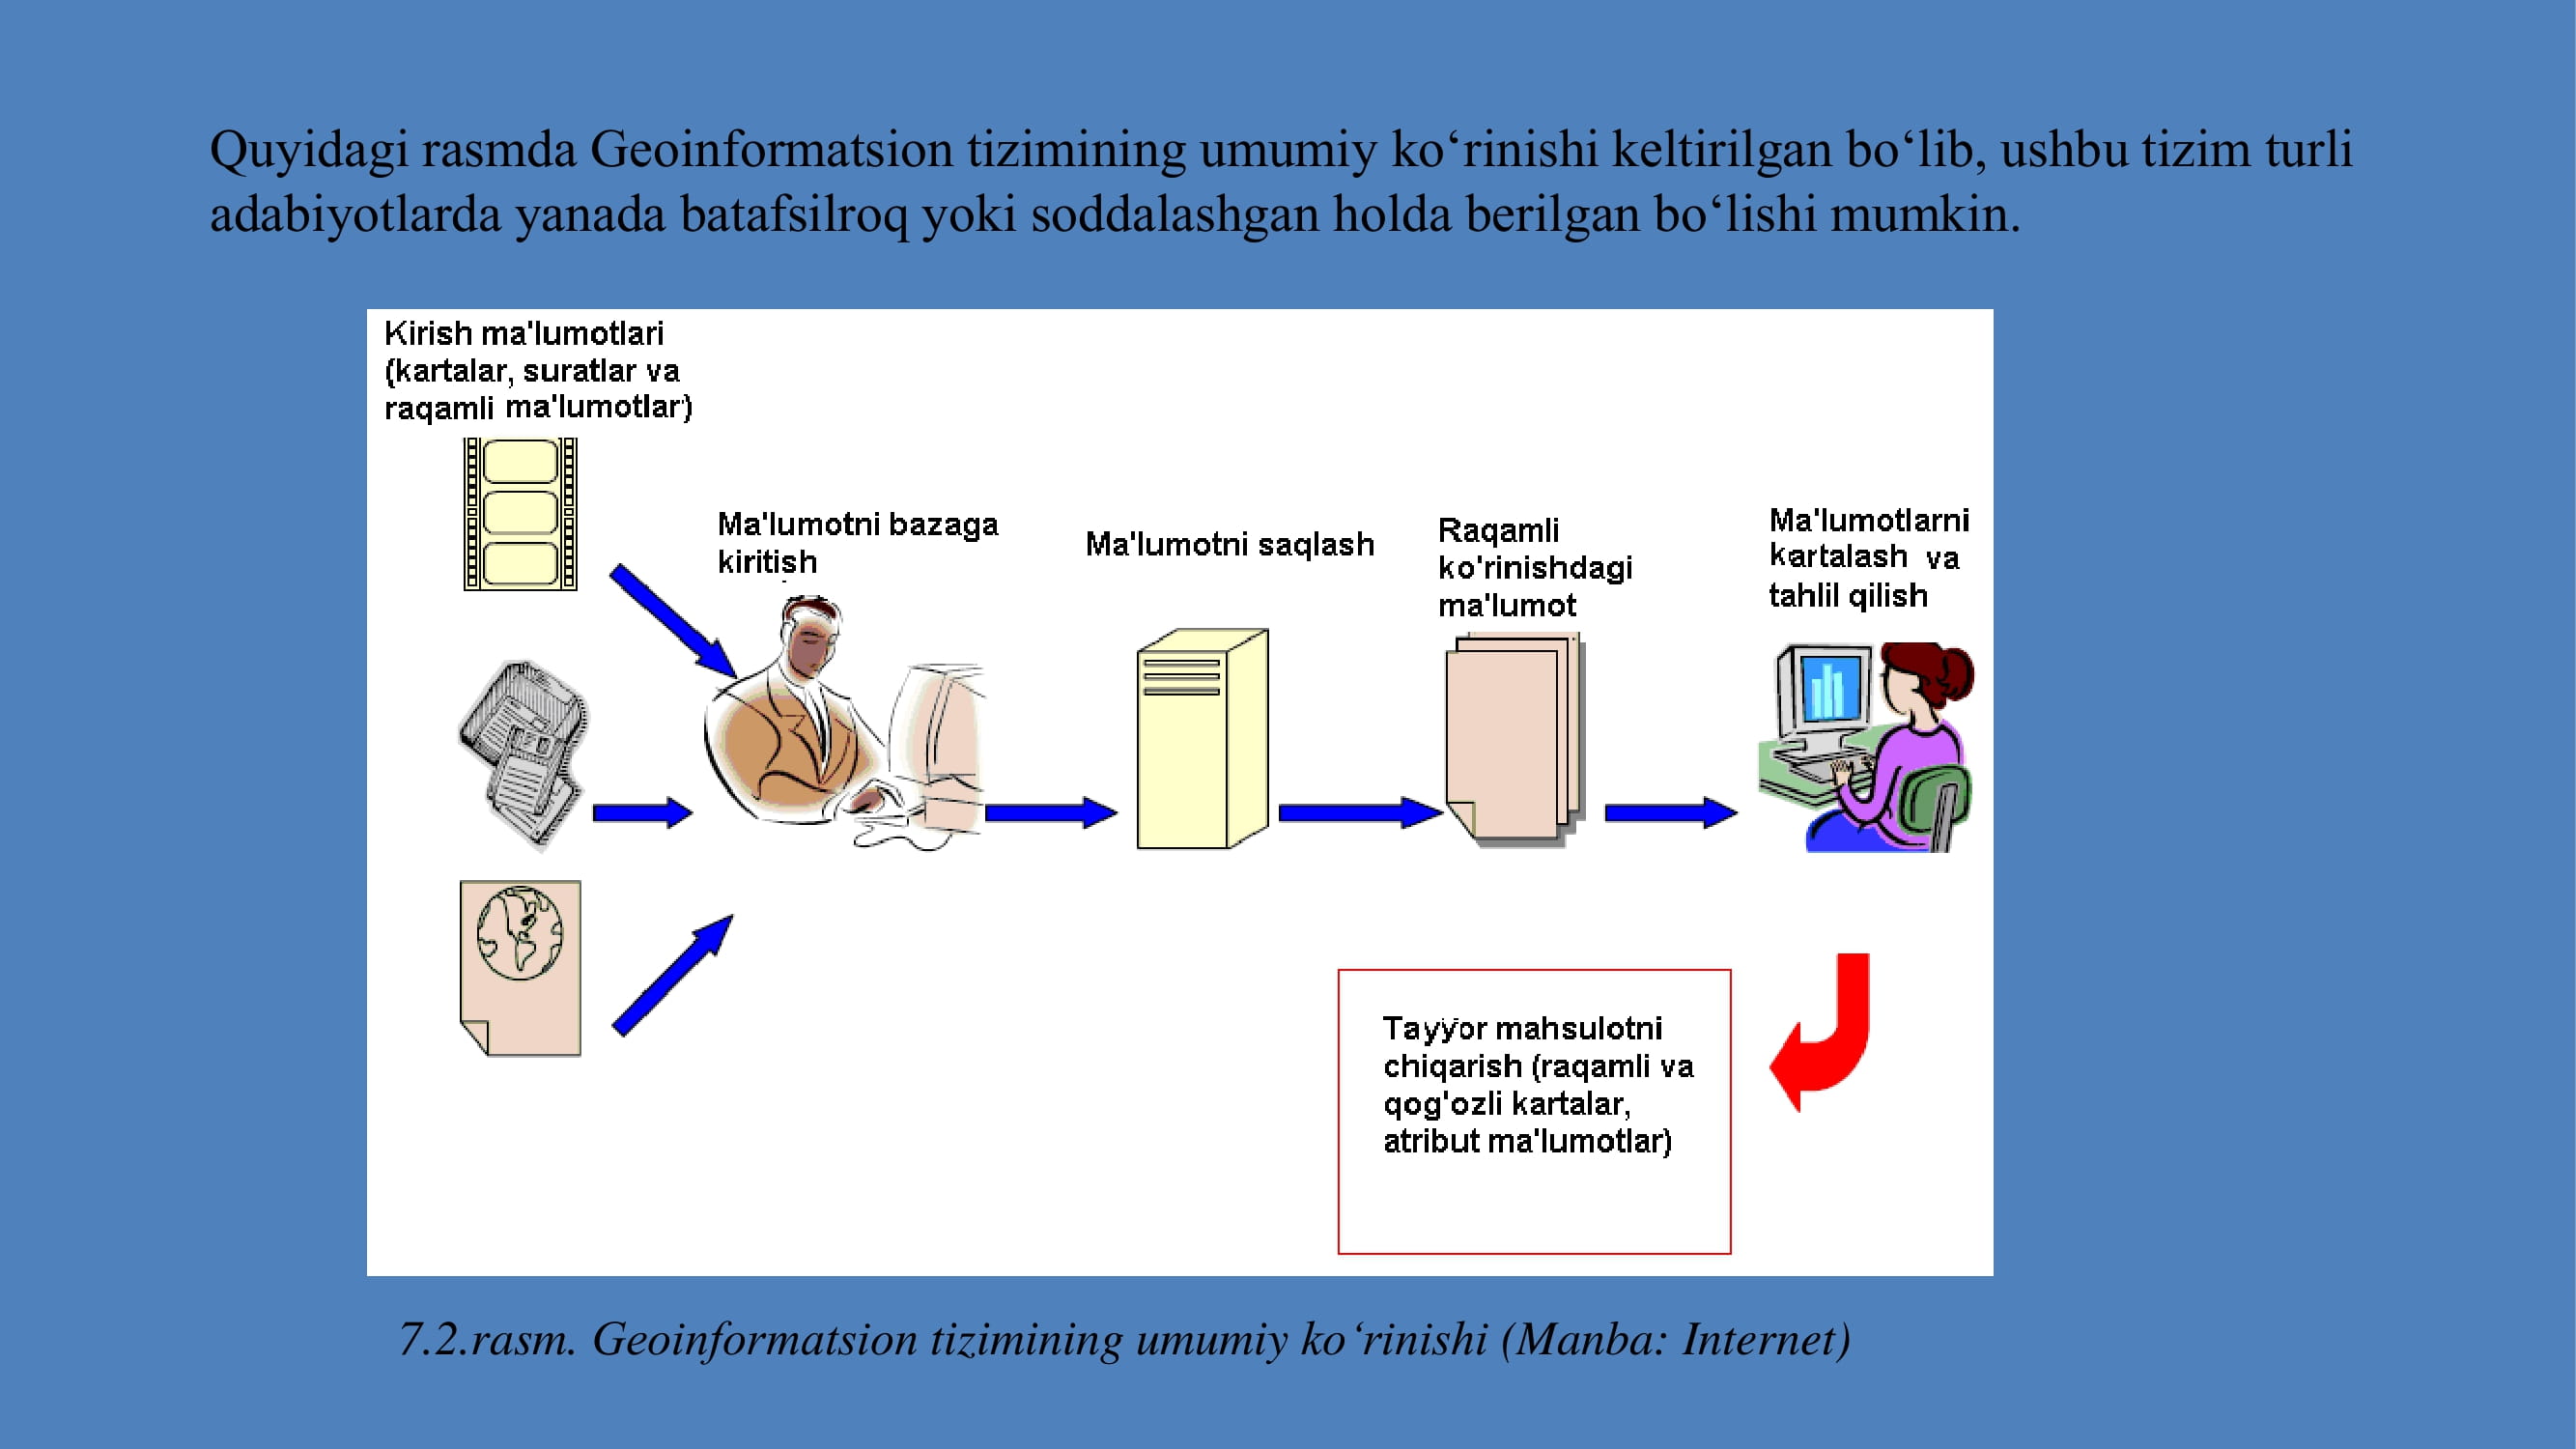 Quyidagi rasmda Geoinformatsion tizimining umumiy ko‘rinishi keltirilgan bo‘lib, ushbu tizim turli
adabiyotlarda yanada batafsilroq yoki soddalashgan holda berilgan bo‘lishi mumkin.
Kirish ma'lumotlari
(kartalar, suratlar va
raqamli ma'lumotlar)
Ma'lumotni bazaga
kiritish
Ma'lumotni saqlash
Raqamli
ko'rinishdagi
ma'lumot
Ma'lumotlarni
kartalash va
tahlil qilish
Tayyor mahsulotni
chiqarish (raqamli va
qog'ozli kartalar,
atribut ma'lumotlar)
7.2.rasm. Geoinformatsion tizimining umumiy ko‘rinishi (Manba: Internet)